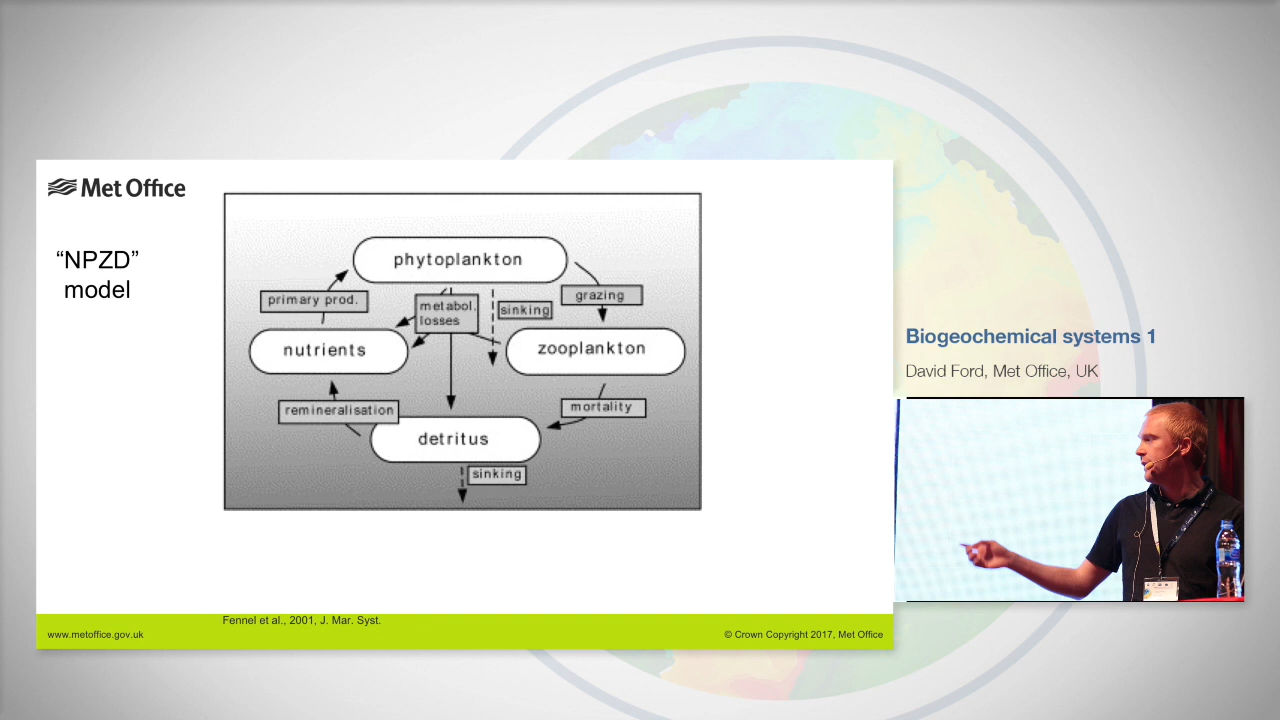 Met Office
“NPZD”
model
phytoplankton
primary prod.
metabol.
losses
sinking
grazing
nutrients
zooplankton
remineralisation
mortality
detritus
sinking
Fennel et al., 2001, J. Mar. Syst.
www.metoffice.gov.uk
© Crown Copyright 2017, Met Office
Biogeochemical systems 1
David Ford, Met Office, UK